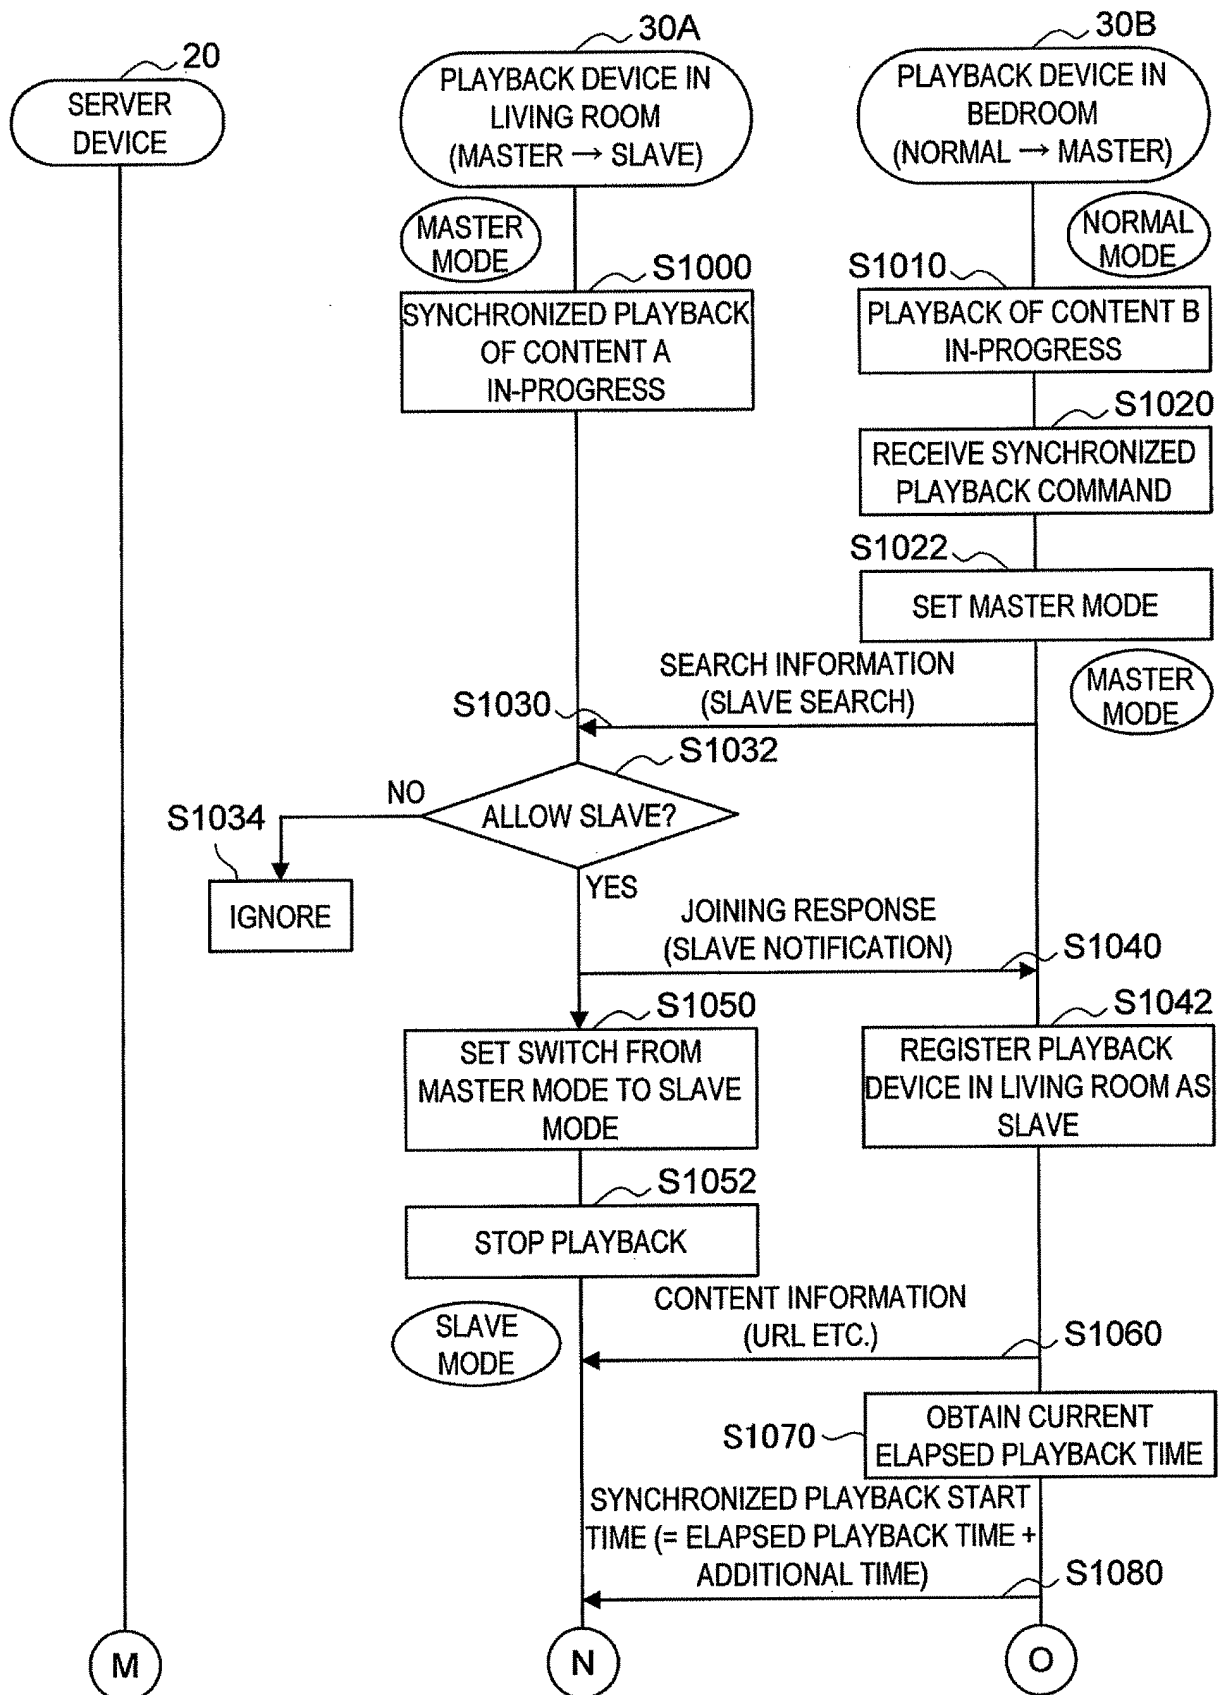 20
SERVER
DEVICE
30A
PLAYBACK DEVICE IN
LIVING ROOM
(MASTER → SLAVE)
30B
PLAYBACK DEVICE IN
BEDROOM
(NORMAL → MASTER)
MASTER
MODE
NORMAL
MODE
S1000
SYNCHRONIZED PLAYBACK
OF CONTENT A
IN-PROGRESS
S1010
PLAYBACK OF CONTENT B
IN-PROGRESS
S1020
RECEIVE SYNCHRONIZED
PLAYBACK COMMAND
S1022
SET MASTER MODE
MASTER
MODE
SEARCH INFORMATION
(SLAVE SEARCH)
S1030
S1032
ALLOW SLAVE?
NO
S1034
IGNORE
YES
JOINING RESPONSE
(SLAVE NOTIFICATION)
S1040
S1050
SET SWITCH FROM
MASTER MODE TO SLAVE
MODE
S1042
REGISTER PLAYBACK
DEVICE IN LIVING ROOM AS
SLAVE
S1052
STOP PLAYBACK
SLAVE
MODE
CONTENT INFORMATION
(URL ETC.)
S1060
S1070
OBTAIN CURRENT
ELAPSED PLAYBACK TIME
SYNCHRONIZED PLAYBACK START
TIME (= ELAPSED PLAYBACK TIME +
ADDITIONAL TIME)
S1080
M
N
O